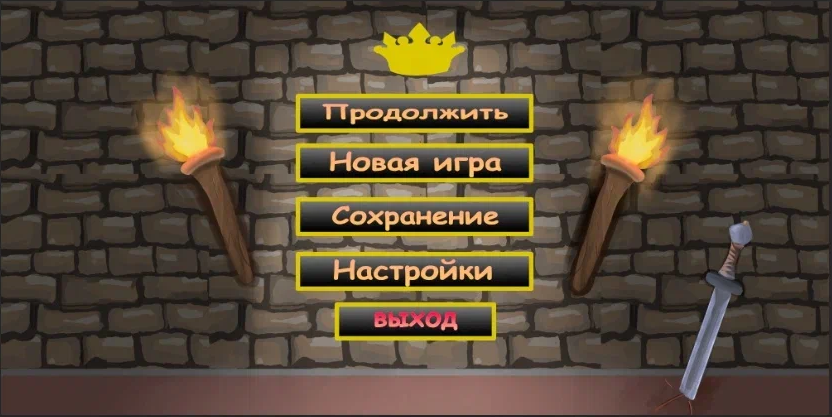 Продолжить
Новая игра
Сохранение
Настройки
ВЫХОД